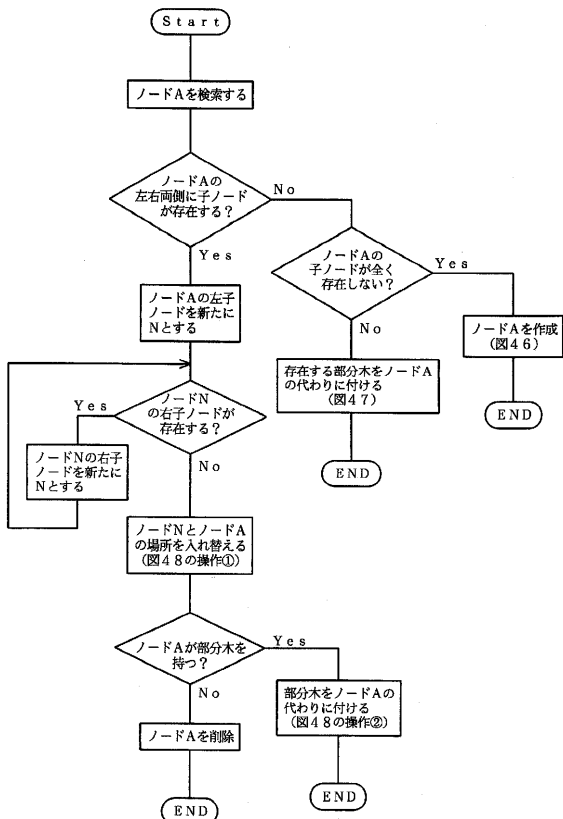 Start
ノードAを検索する
ノードAの
左右両側に子ノード
が存在する?
No
Yes
ノードAの
子ノードが全く
存在しない?
Yes
No
ノードAの左子
ノードを新たに
Nとする
ノードAを作成
(図46)
存在する部分木をノードA
の代わりに付ける
(図47)
END
END
ノードN
の右子ノードが
存在する?
Yes
No
ノードNの右子
ノードを新たに
Nとする
ノードNとノードA
の場所を入れ替える
(図48の操作①)
ノードAが部分木を
持つ?
Yes
No
部分木をノードAの
代わりに付ける
(図48の操作②)
ノードAを削除
END
END